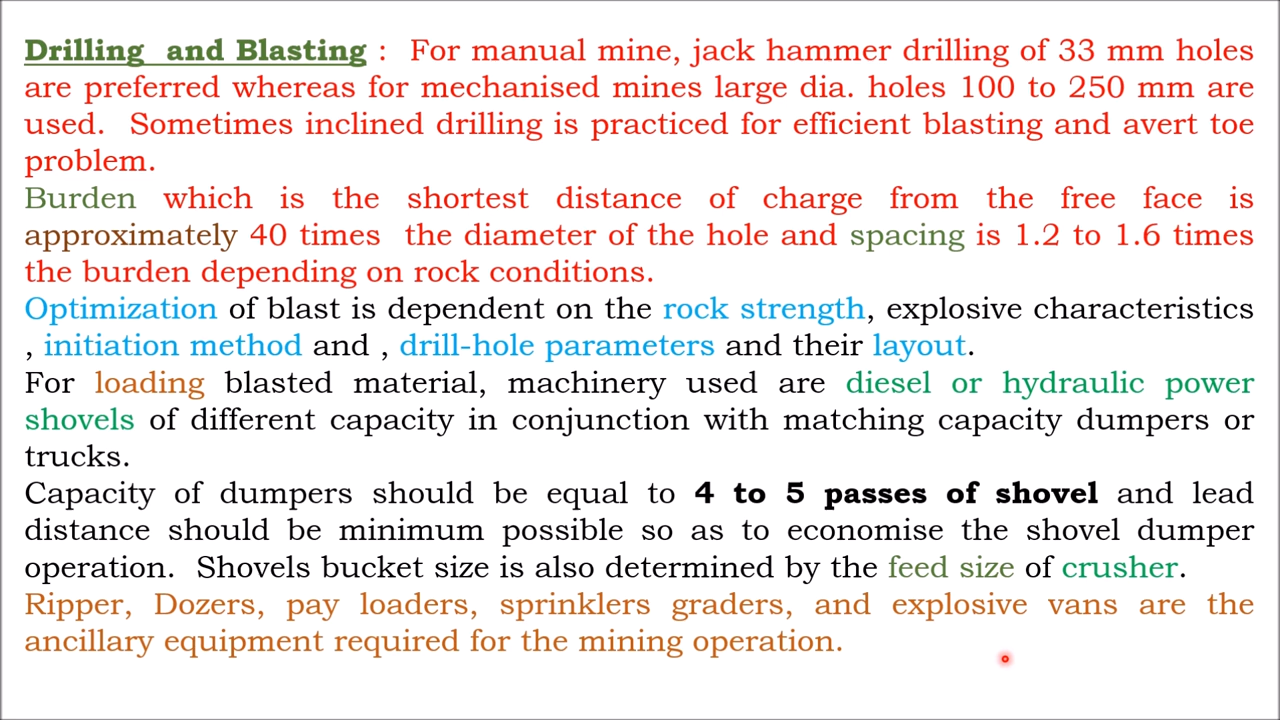 Drilling and Blasting : For manual mine, jack hammer drilling of 33 mm holes
are preferred whereas for mechanised mines large dia. holes 100 to 250 mm are
used. Sometimes inclined drilling is practiced for efficient blasting and avert toe
problem.
Burden which is the shortest distance of charge from the free face is
approximately 40 times the diameter of the hole and spacing is 1.2 to 1.6 times
the burden depending on rock conditions.
Optimization of blast is dependent on the rock strength, explosive characteristics
, initiation method and , drill-hole parameters and their layout.
For loading blasted material, machinery used are diesel or hydraulic power
shovels of different capacity in conjunction with matching capacity dumpers or
trucks.
Capacity of dumpers should be equal to 4 to 5 passes of shovel and lead
distance should be minimum possible so as to economise the shovel dumper
operation. Shovels bucket size is also determined by the feed size of crusher.
Ripper, Dozers, pay loaders, sprinklers graders, and explosive vans are the
ancillary equipment required for the mining operation.